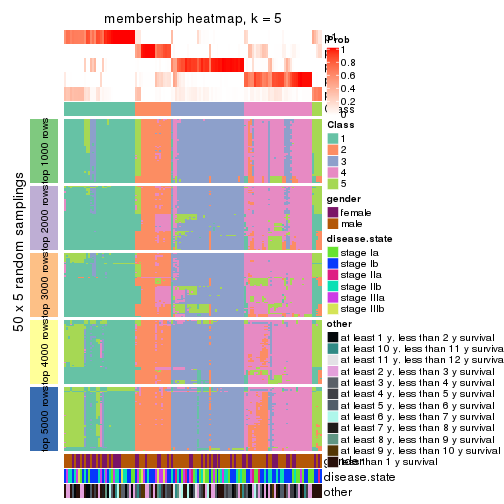 membership heatmap, k = 5
Prob
1
0.8
0.6
0.4
0.2
0
Class
1
2
3
4
5
gender
female
male
disease.state
stage Ia
stage Ib
stage IIa
stage IIb
stage IIIa
stage IIIb
other
at least 1 y. less than 2 y survival
at least 10 y. less than 11 y survival
at least 11 y. less than 12 y survival
at least 2 y. less than 3 y survival
at least 3 y. less than 4 y survival
at least 4 y. less than 5 y survival
at least 5 y. less than 6 y survival
at least 6 y. less than 7 y survival
at least 7 y. less than 8 y survival
at least 8 y. less than 9 y survival
at least 9 y. less than 10 y survival
less than 1 y survival
50 x 5 random samplings
top 1000 rows
top 2000 rows
top 3000 rows
top 4000 rows
top 5000 rows
disease.state
other